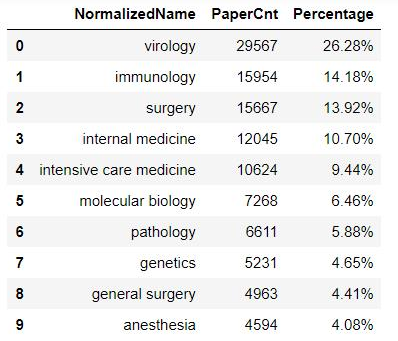 NormalizedName PaperCnt Percentage
0 virology 29567 26.28%
1 immunology 15954 14.18%
2 surgery 15667 13.92%
3 internal medicine 12045 10.70%
4 intensive care medicine 10624 9.44%
5 molecular biology 7268 6.46%
6 pathology 6611 5.88%
7 genetics 5231 4.65%
8 general surgery 4963 4.41%
9 anesthesia 4594 4.08%